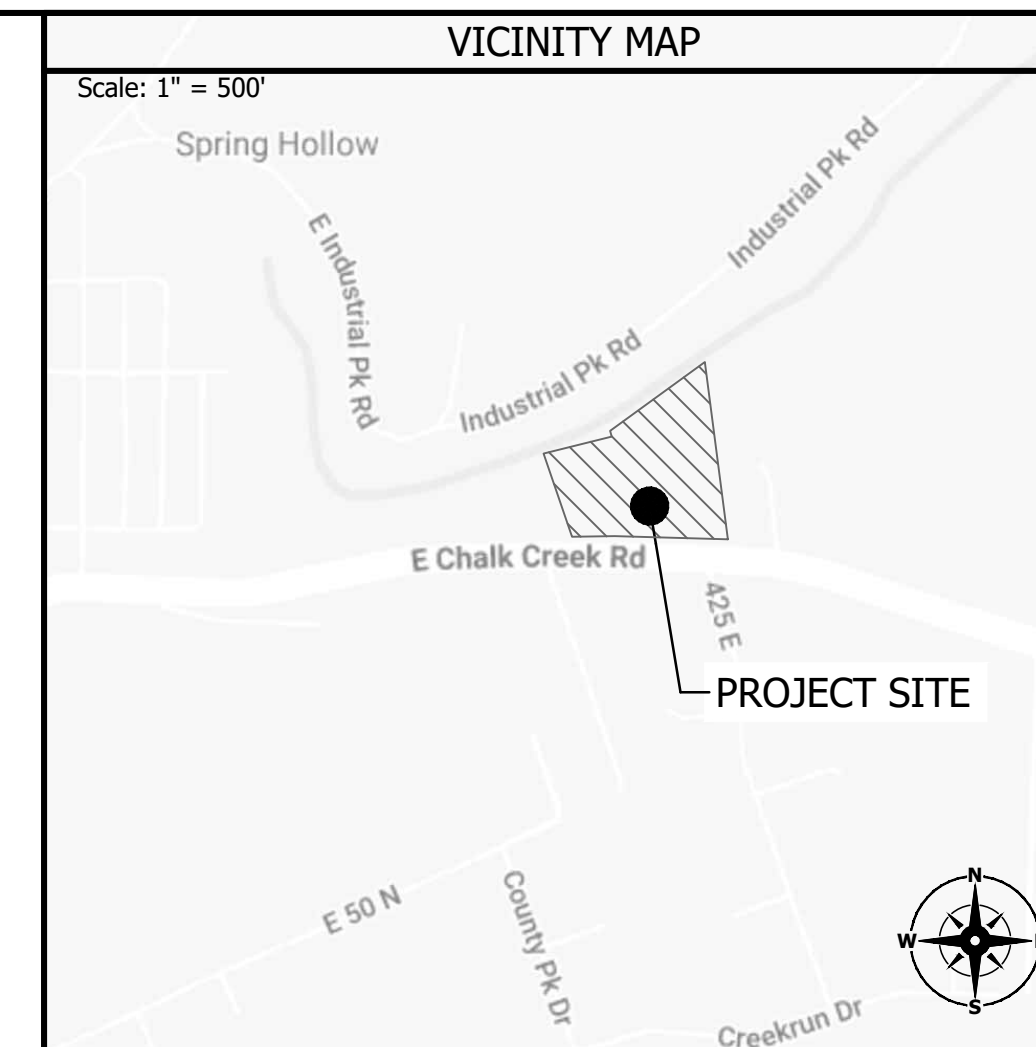 VICINITY MAP
Scale: 1" = 500'
Spring Hollow
Industrial Pk Rd
E Industrial Pk Rd
Industrial Pk Rd
E Chalk Creek Rd
425 E
PROJECT SITE
E 50 N
County Pk Dr
Creekrun Dr
N
W
S